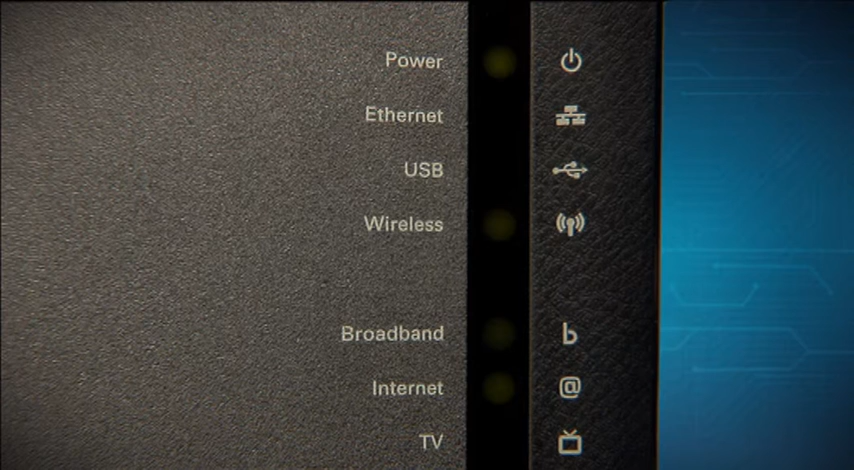 Power
Ethernet
USB
Wireless
Broadband b
Internet @
TV